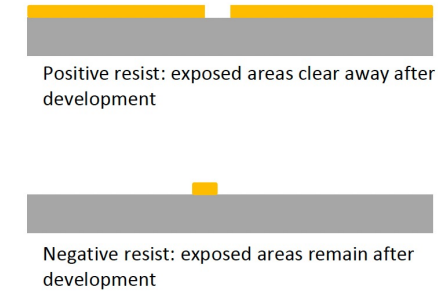 Positive resist: exposed areas clear away after
development
Negative resist: exposed areas remain after
development